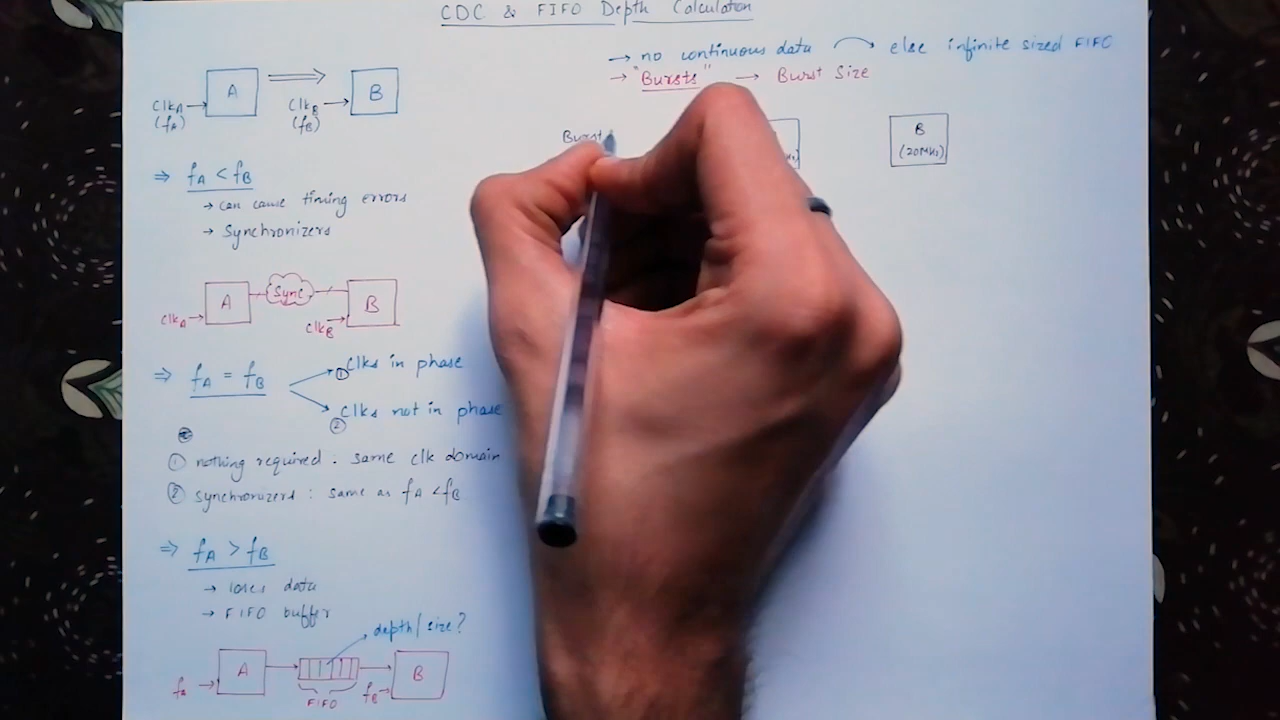 CDC & FIFO Depth Calculation
A
B
ClkA
(fA)
ClkB
(fB)
⇒ fA < fB
→ can cause timing errors
→ Synchronizers
A
Sync
B
ClkA
ClkB
⇒ fA = fB
① Clks in phase
② Clks not in phase
① nothing required. same clk domain
② synchronizers : same as fA < fB
⇒ fA > fB
→ loses data
→ FIFO buffer
depth/size?
A
B
fA
FIFO
fB
→ no continuous data → else infinite sized FIFO
→ "Bursts" → Burst Size
Burst
B
(20MHz)